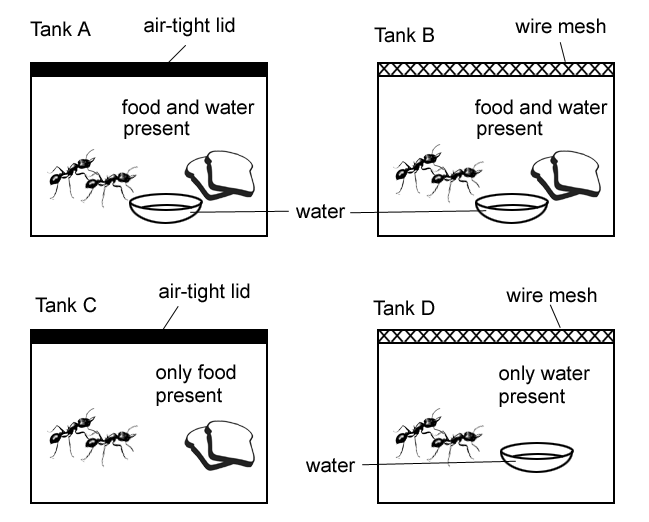 Tank A
air-tight lid
food and water
present
Tank B
wire mesh
food and water
present
water
Tank C
air-tight lid
only food
present
Tank D
wire mesh
only water
present
water